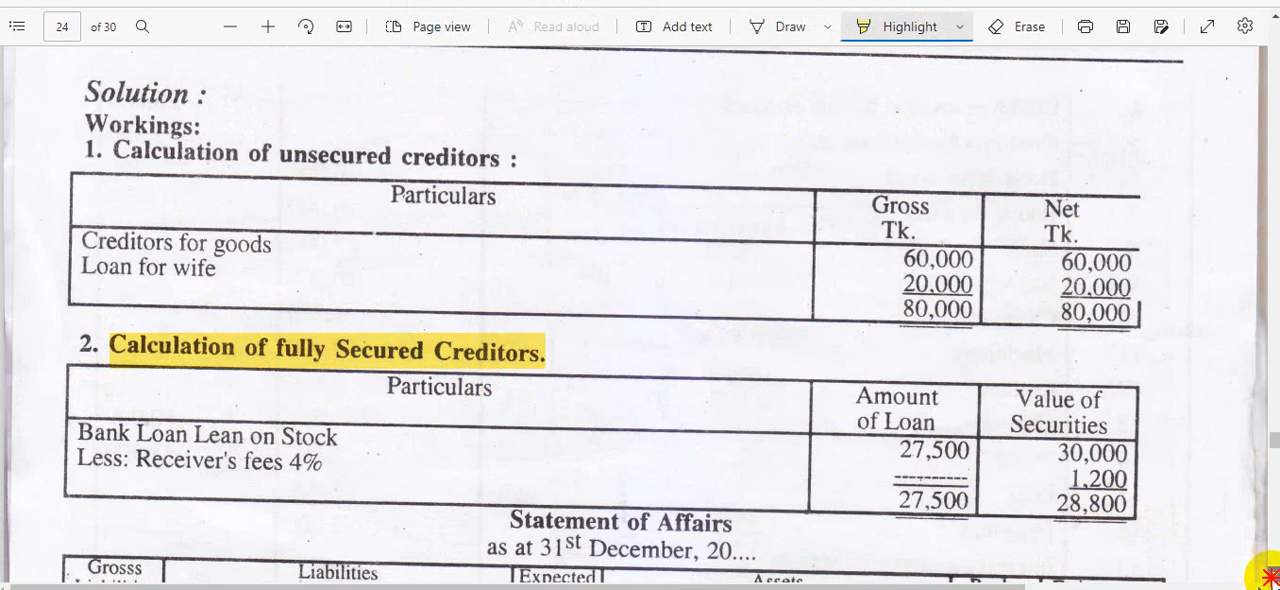 24 of 30 Page view Read aloud Add text Draw Highlight Erase
Solution :
Workings:
1. Calculation of unsecured creditors :
Particulars Gross Tk. Net Tk.
Creditors for goods 60,000 60,000
Loan for wife 20,000 20,000
80,000 80,000
2. Calculation of fully Secured Creditors.
Particulars Amount of Loan Value of Securities
Bank Loan Lean on Stock 27,500 30,000
Less: Receiver's fees 4% ---------- 1,200
27,500 28,800
Statement of Affairs
as at 31st December, 20....
Grosss Liabilities Expected Assets